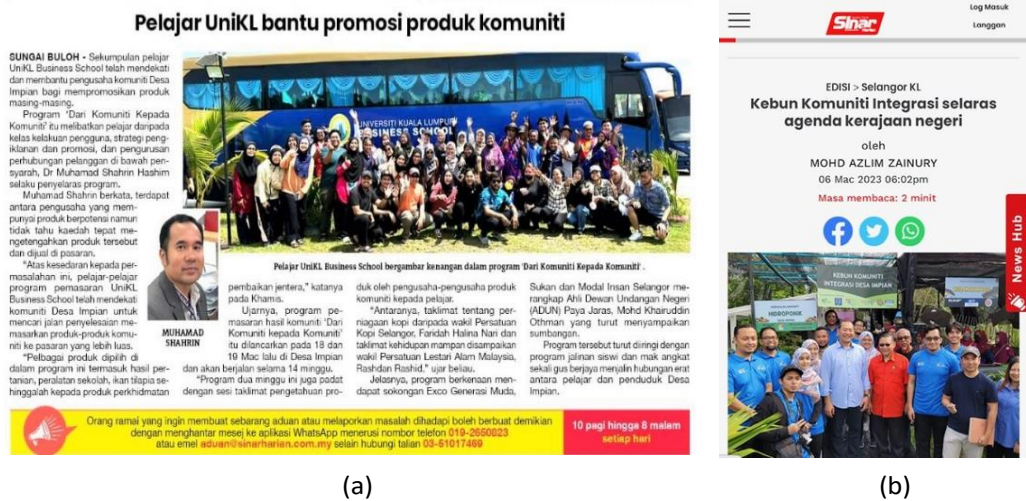 Pelajar UniKL bantu promosi produk komuniti
SUNGAI BULOH - Sekumpulan pelajar
UniKL Business School telah mendekati
dan membantu pengusaha komuniti Desa
Impian bagi mempromosikan produk
masing-masing.
Program 'Dari Komuniti Kepada
Komuniti' itu melibatkan pelajar daripada
kelas kelakuan pengguna, strategi peng-
iklanan dan promosi, dan pengurusan
perhubungan pelanggan di bawah pen-
syarah, Dr Muhamad Shahrin Hashim
selaku penyelaras program.
Muhamad Shahrin berkata, terdapat
antara pengusaha yang mem-
punyai produk berpotensi namun
tidak tahu kaedah tepat me-
ngetengahkan produk tersebut
dan dijual di pasaran.
"Atas kesedaran kepada per-
masalahan ini, pelajar-pelajar
program pemasaran UniKL
Business School telah mendekati
komuniti Desa Impian untuk
mencari jalan penyelesaian me-
masarkan produk-produk komu-
niti ke pasaran yang lebih luas.
"Pelbagai produk dipilih di
dalam program ini termasuk hasil per-
tanian, peralatan sekolah, ikan tilapia se-
hinggalah kepada produk perkhidmatan
MUHAMAD
SHAHRIN
UNIVERSITI KUALA LUMPUR
BUSINESS SCHOOL
Pelajar UniKL Business School bergambar kenangan dalam program 'Dari Komuniti Kepada Komuniti'.
pembaikan jentera," katanya
pada Khamis.
Ujarnya, program pe-
masaran hasil komuniti 'Dari
Komuniti kepada Komuniti'
itu dilancarkan pada 18 dan
19 Mac lalu di Desa Impian
dan akan berjalan selama 14 minggu.
"Program dua minggu ini juga padat
dengan sesi taklimat pengetahuan pro-
duk oleh pengusaha-pengusaha produk
komuniti kepada pelajar.
"Antaranya, taklimat tentang per-
niagaan kopi daripada wakil Persatuan
Kopi Selangor, Faridah Halina Nari dan
taklimat kehidupan mampan disampaikan
wakil Persatuan Lestari Alam Malaysia,
Rashdan Rashid," ujar beliau.
Jelasnya, program berkenaan men-
dapat sokongan Exco Generasi Muda,
Sukan dan Modal Insan Selangor me-
rangkap Ahli Dewan Undangan Negeri
(ADUN) Paya Jaras, Mohd Khairuddin
Othman yang turut menyampaikan
sumbangan.
Program tersebut turut diiringi dengan
program jalinan siswi dan mak angkat
sekali gus berjaya menjalin hubungan erat
antara pelajar dan penduduk Desa
Impian.
Orang ramai yang ingin membuat sebarang aduan atau melaporkan masalah dihadapi boleh berbuat demikian
dengan menghantar mesej ke aplikasi WhatsApp menerusi nombor telefon 019-2650823
atau emel aduan@sinarharian.com.my selain hubungi talian 03-51017469
10 pagi hingga 8 malam
setiap hari
(a)
Sinar
Log Masuk
Langgan
EDISI > Selangor KL
Kebun Komuniti Integrasi selaras
agenda kerajaan negeri
oleh
MOHD AZLIM ZAINURY
06 Mac 2023 06:02pm
Masa membaca: 2 minit
News Hub
KEBUN KOMUNITI
INTEGRASI DESA IMPIAN
HIDROPONIK
(b)